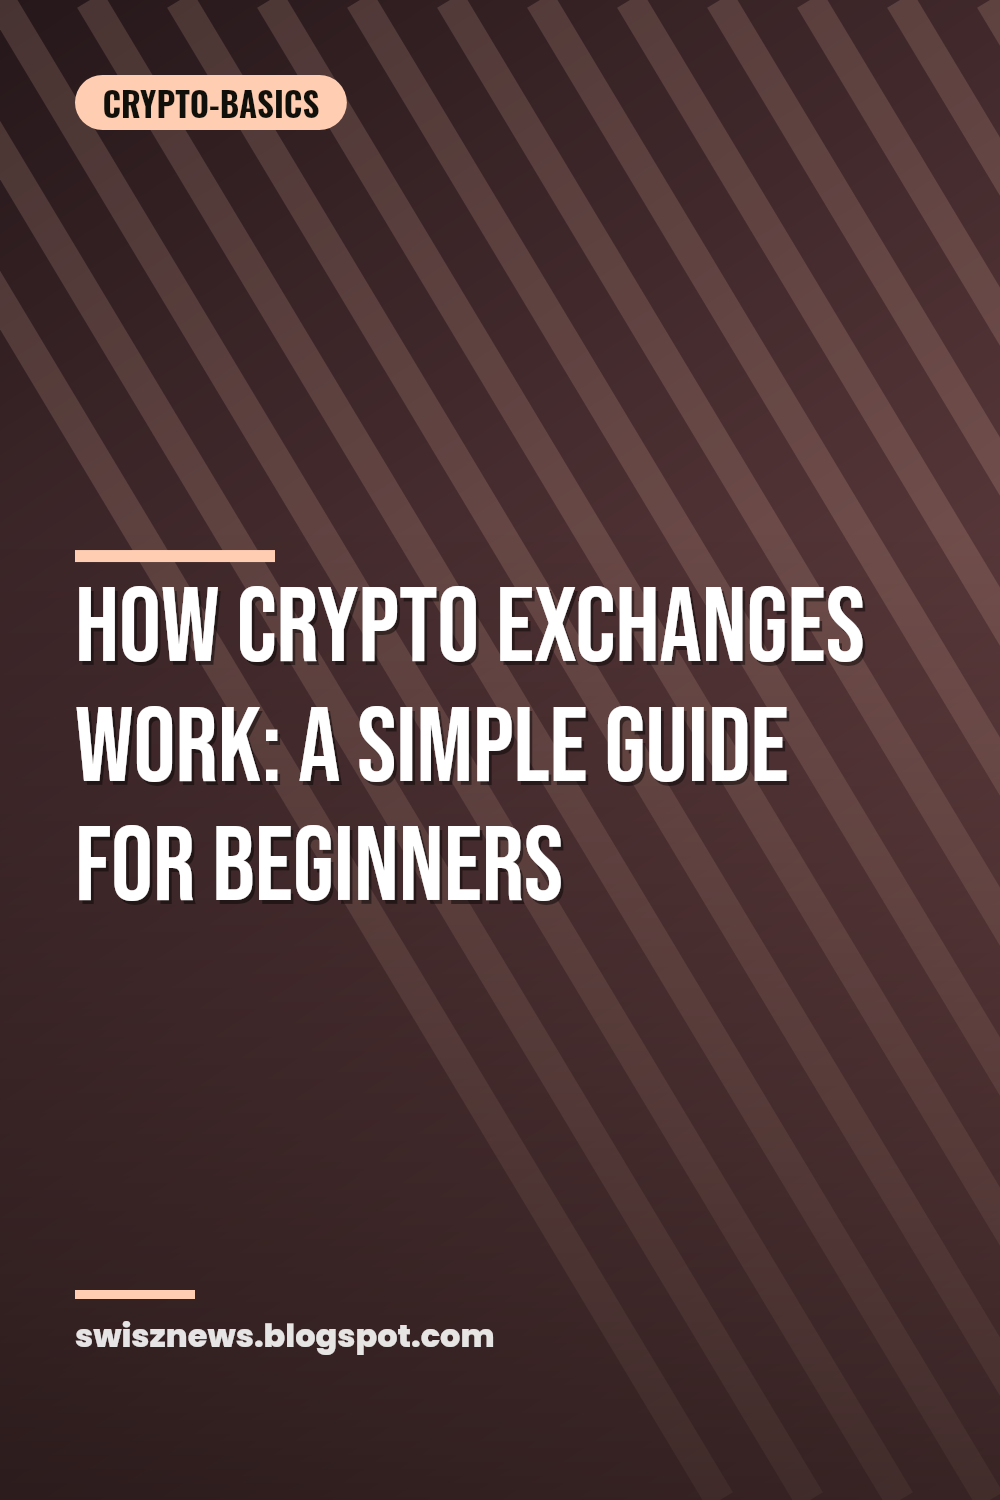 CRYPTO-BASICS
HOW CRYPTO EXCHANGES
WORK: A SIMPLE GUIDE
FOR BEGINNERS
swisznews.blogspot.com